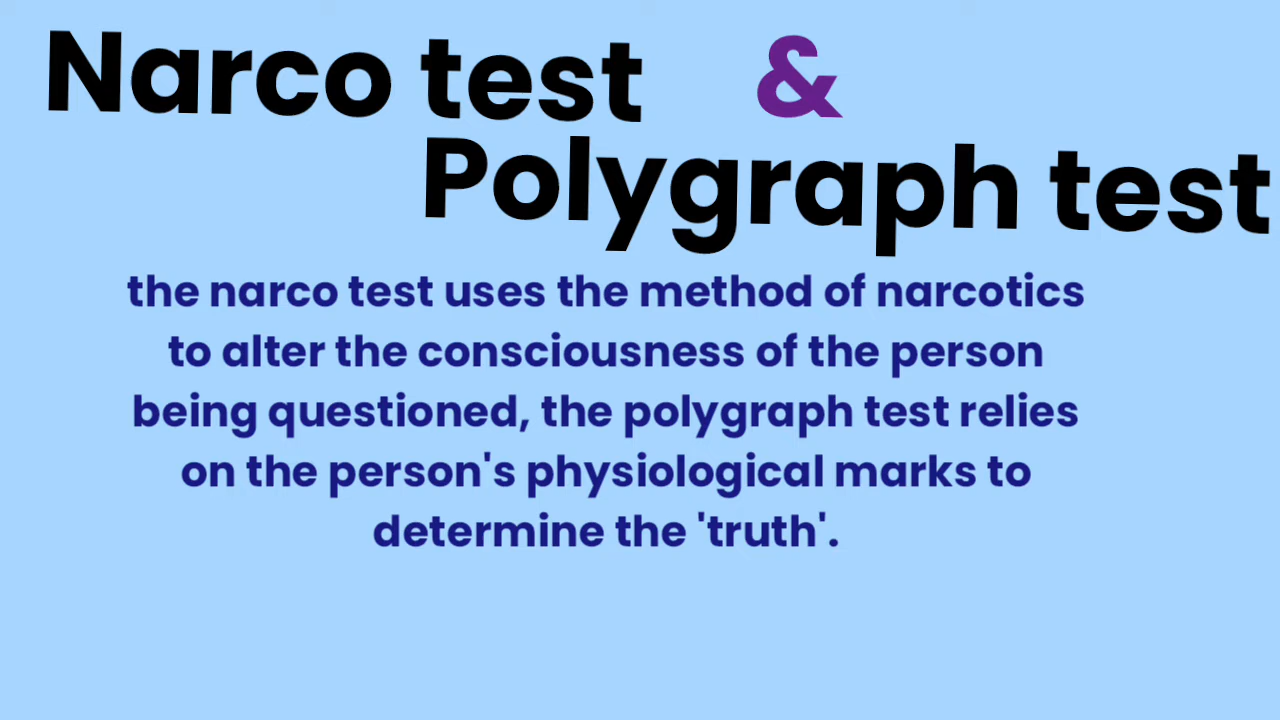 Narco test &
Polygraph test
the narco test uses the method of narcotics
to alter the consciousness of the person
being questioned, the polygraph test relies
on the person's physiological marks to
determine the 'truth'.